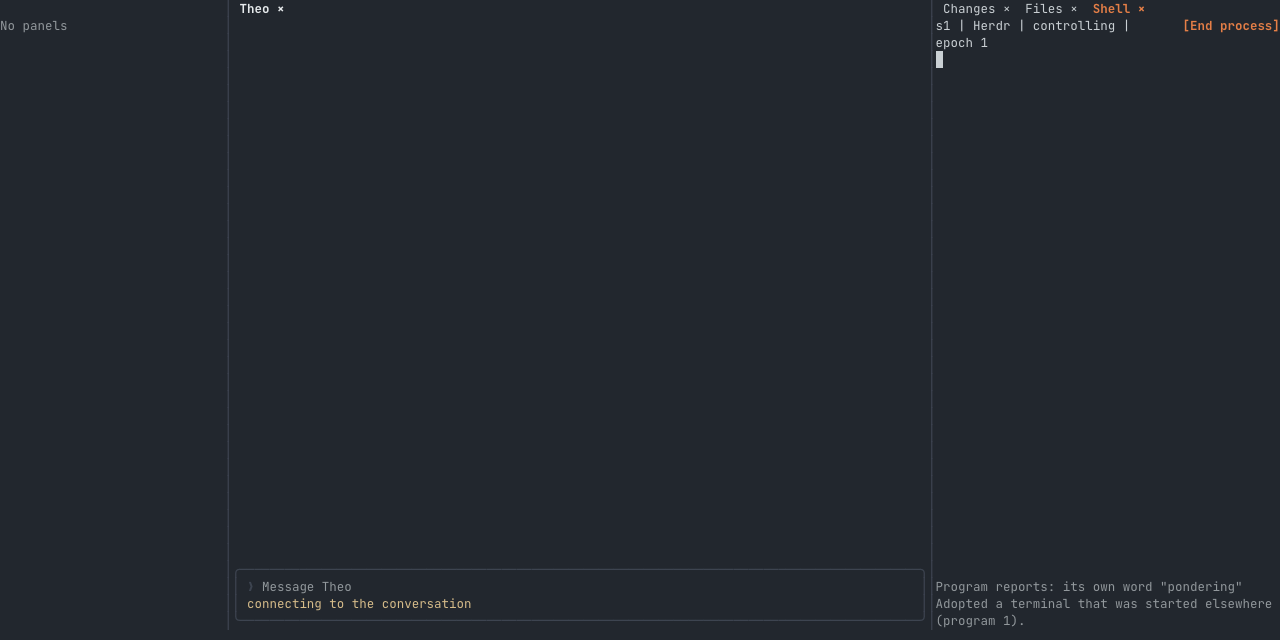 Theo ×
Changes × Files × Shell ×
No panels
s1 | Herdr | controlling | [End process]
epoch 1
› Message Theo
connecting to the conversation
Program reports: its own word "pondering"
Adopted a terminal that was started elsewhere
(program 1).